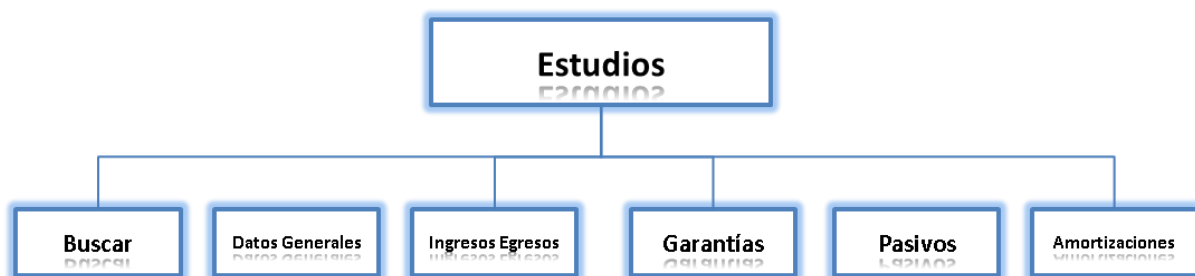 Estudios
Buscar
Datos Generales
Ingresos Egresos
Garantías
Pasivos
Amortizaciones